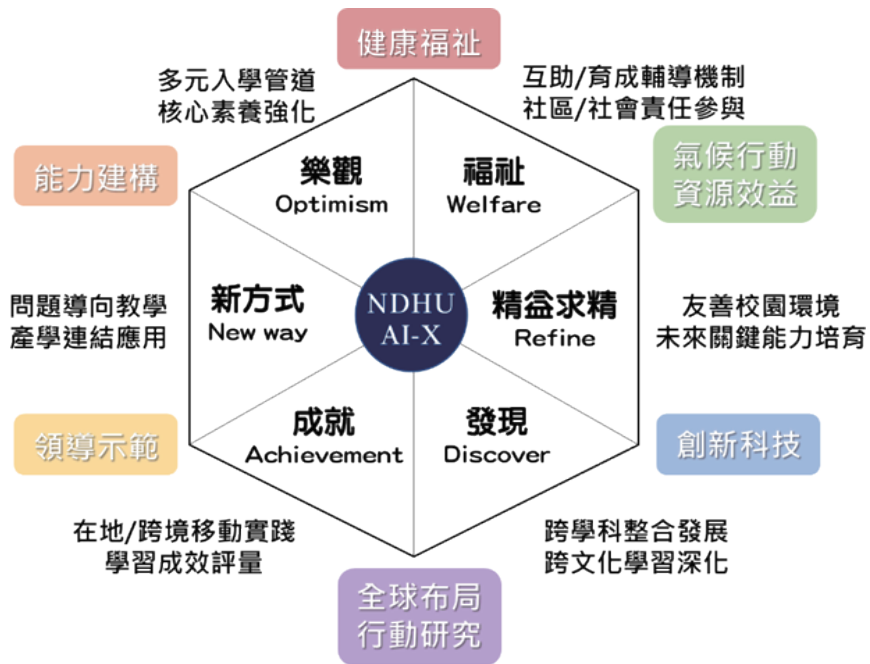 健康福祉
多元入學管道
核心素養強化
互助/育成輔導機制
社區/社會責任參與
能力建構
樂觀
Optimism
福祉
Welfare
氣候行動
資源效益
問題導向教學
產學連結應用
新方式
New way
NDHU
AI-X
精益求精
Refine
友善校園環境
未來關鍵能力培育
領導示範
成就
Achievement
發現
Discover
創新科技
在地/跨境移動實踐
學習成效評量
跨學科整合發展
跨文化學習深化
全球布局
行動研究